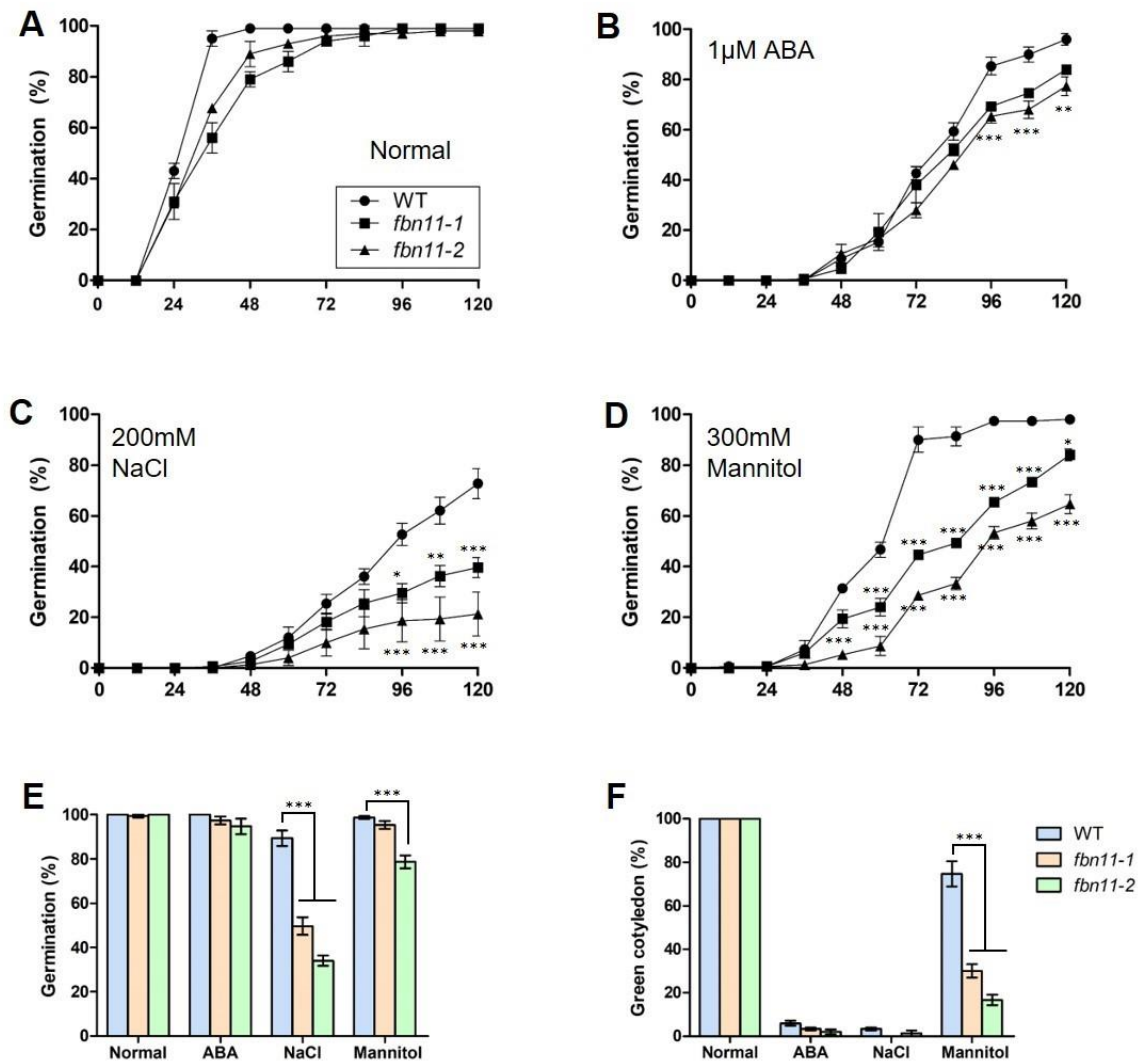 A
Germination (%)
100
80
60
40
20
0
0 24 48 72 96 120
Normal
WT
fbn11-1
fbn11-2
B
Germination (%)
100
80
60
40
20
0
0 24 48 72 96 120
1μM ABA
***
***
**
C
Germination (%)
100
80
60
40
20
0
0 24 48 72 96 120
200mM
NaCl
*
**
***
***
***
***
D
Germination (%)
100
80
60
40
20
0
0 24 48 72 96 120
300mM
Mannitol
*
***
***
***
***
***
***
***
***
***
***
***
***
***
E
Germination (%)
100
80
60
40
20
0
Normal ABA NaCl Mannitol
***
***
F
Green cotyledon (%)
100
80
60
40
20
0
Normal ABA NaCl Mannitol
***
WT
fbn11-1
fbn11-2